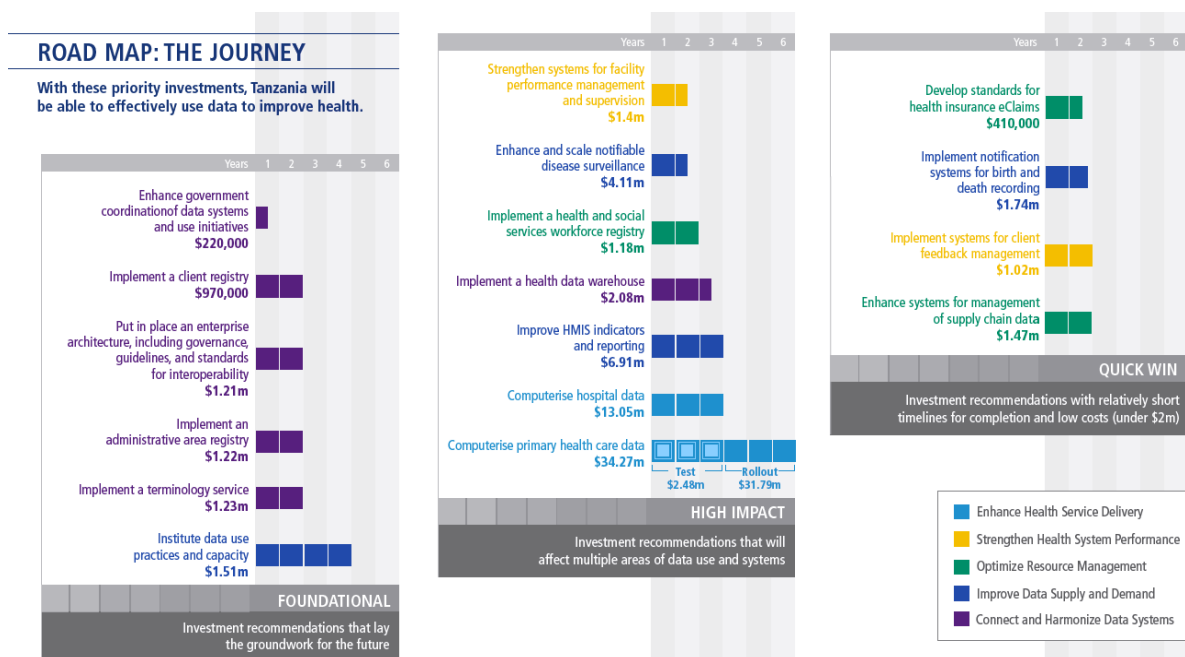 ROAD MAP: THE JOURNEY
With these priority investments, Tanzania will
be able to effectively use data to improve health.
Years 1 2 3 4 5 6
Enhance government
coordinationof data systems
and use initiatives
$220,000
Implement a client registry
$970,000
Put in place an enterprise
architecture, including governance,
guidelines, and standards
for interoperability
$1.21m
Implement an
administrative area registry
$1.22m
Implement a terminology service
$1.23m
Institute data use
practices and capacity
$1.51m
FOUNDATIONAL
Investment recommendations that lay
the groundwork for the future
Years 1 2 3 4 5 6
Strengthen systems for facility
performance management
and supervision
$1.4m
Enhance and scale notifiable
disease surveillance
$4.11m
Implement a health and social
services workforce registry
$1.18m
Implement a health data warehouse
$2.08m
Improve HMIS indicators
and reporting
$6.91m
Computerise hospital data
$13.05m
Computerise primary health care data
$34.27m
Test
$2.48m
Rollout
$31.79m
HIGH IMPACT
Investment recommendations that will
affect multiple areas of data use and systems
Years 1 2 3 4 5 6
Develop standards for
health insurance eClaims
$410,000
Implement notification
systems for birth and
death recording
$1.74m
Implement systems for client
feedback management
$1.02m
Enhance systems for management
of supply chain data
$1.47m
QUICK WIN
Investment recommendations with relatively short
timelines for completion and low costs (under $2m)
Enhance Health Service Delivery
Strengthen Health System Performance
Optimize Resource Management
Improve Data Supply and Demand
Connect and Harmonize Data Systems